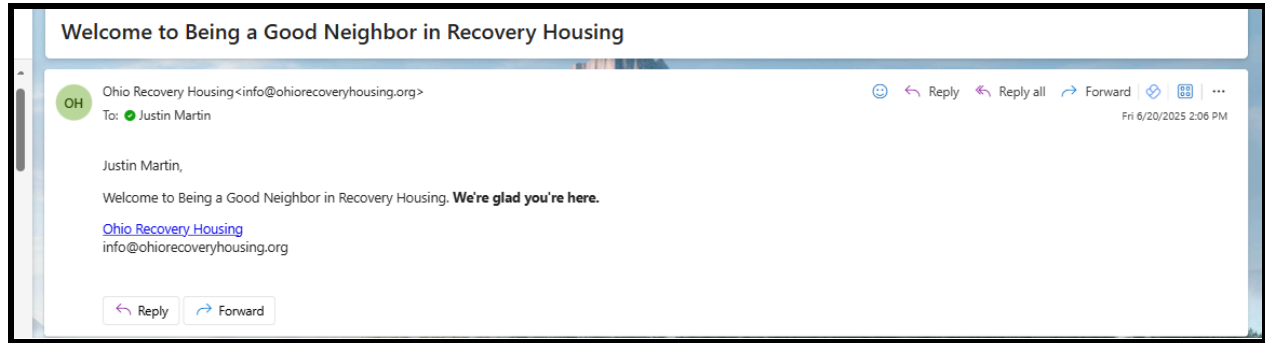 Welcome to Being a Good Neighbor in Recovery Housing
OH
Ohio Recovery Housing<info@ohiorecoveryhousing.org>
Reply
Reply all
Forward
To: Justin Martin
Fri 6/20/2025 2:06 PM
Justin Martin,
Welcome to Being a Good Neighbor in Recovery Housing. We're glad you're here.
Ohio Recovery Housing
info@ohiorecoveryhousing.org
Reply
Forward